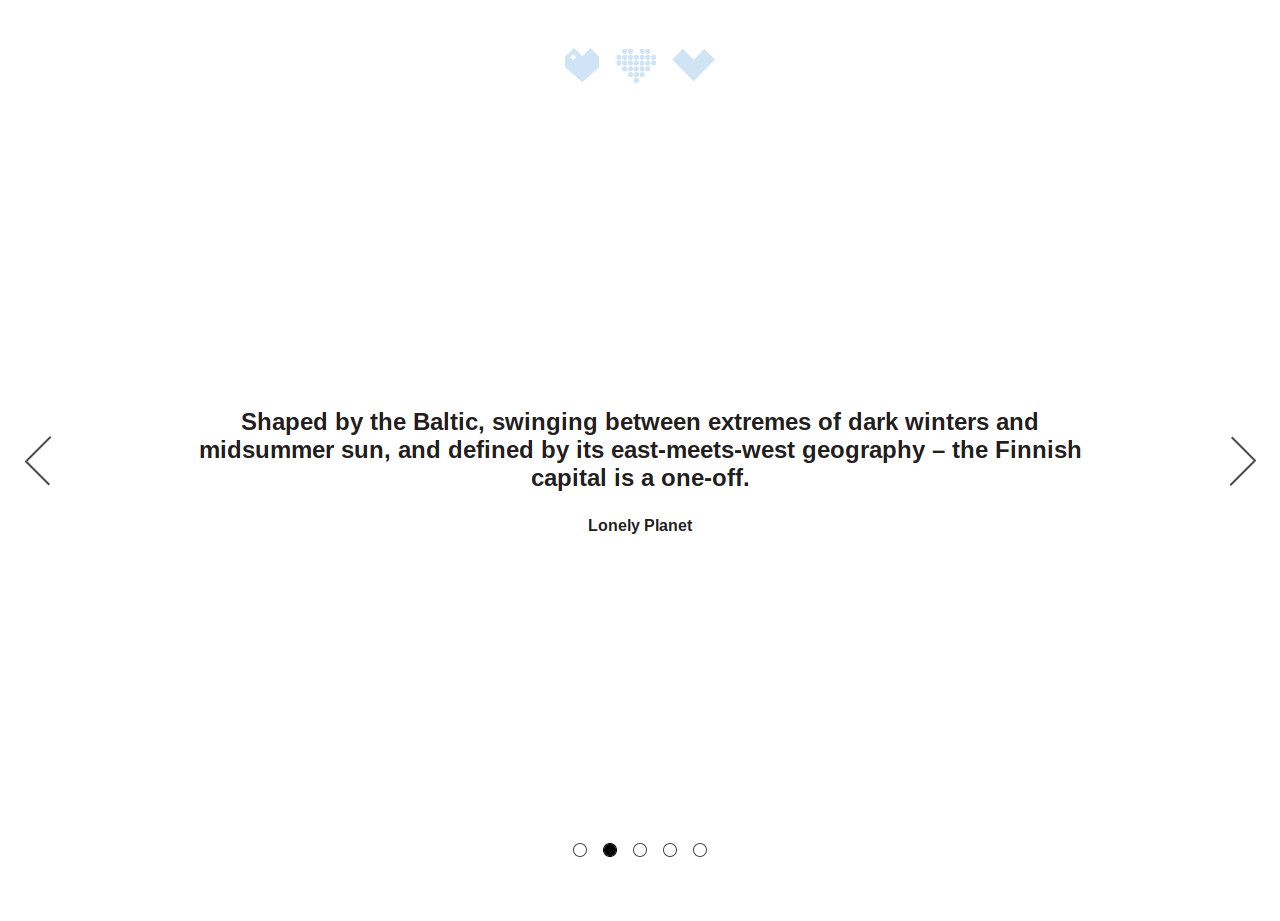 Shaped by the Baltic, swinging between extremes of dark winters and
midsummer sun, and defined by its east-meets-west geography – the Finnish
capital is a one-off.
Lonely Planet